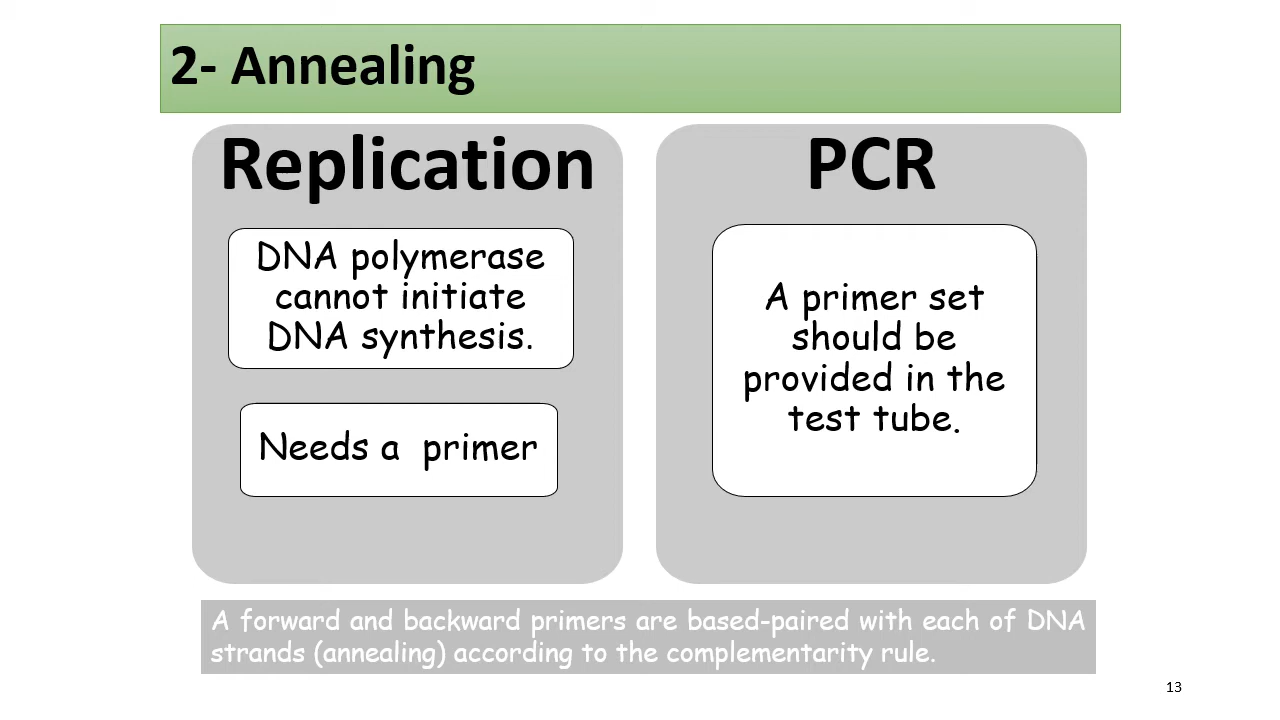 2- Annealing
Replication
DNA polymerase
cannot initiate
DNA synthesis.
Needs a primer
PCR
A primer set
should be
provided in the
test tube.
A forward and backward primers are based-paired with each of DNA
strands (annealing) according to the complementarity rule.
13